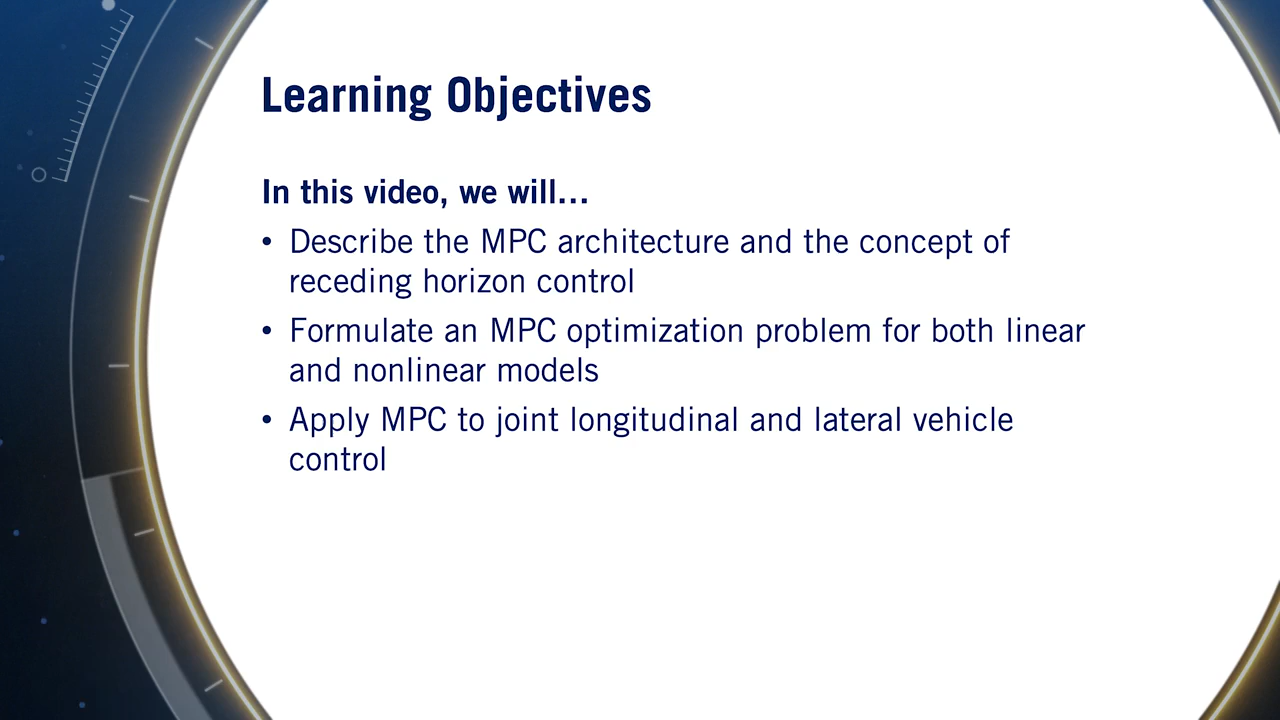 Learning Objectives
In this video, we will...
• Describe the MPC architecture and the concept of
receding horizon control
• Formulate an MPC optimization problem for both linear
and nonlinear models
• Apply MPC to joint longitudinal and lateral vehicle
control